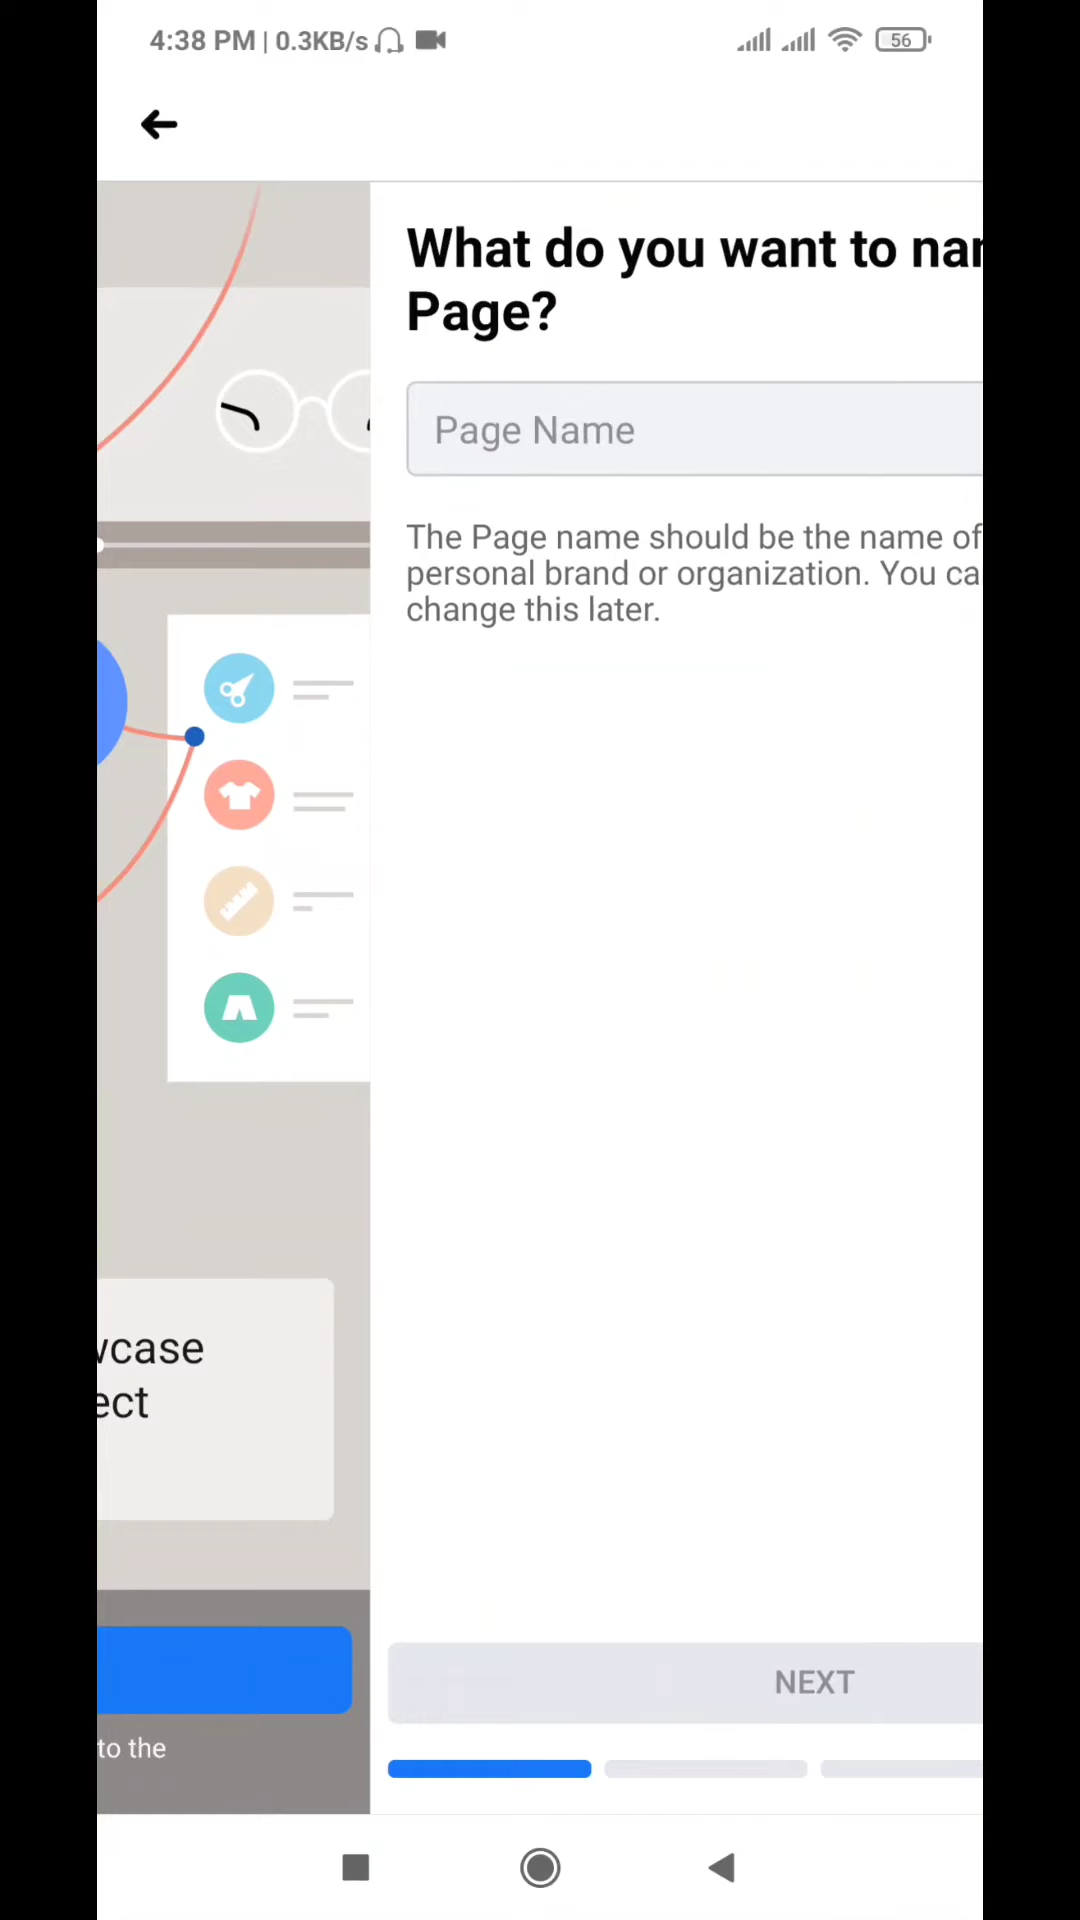 4:38 PM | 0.3KB/s
56
What do you want to nar
Page?
Page Name
The Page name should be the name of
personal brand or organization. You ca
change this later.
wcase
ect
NEXT
to the